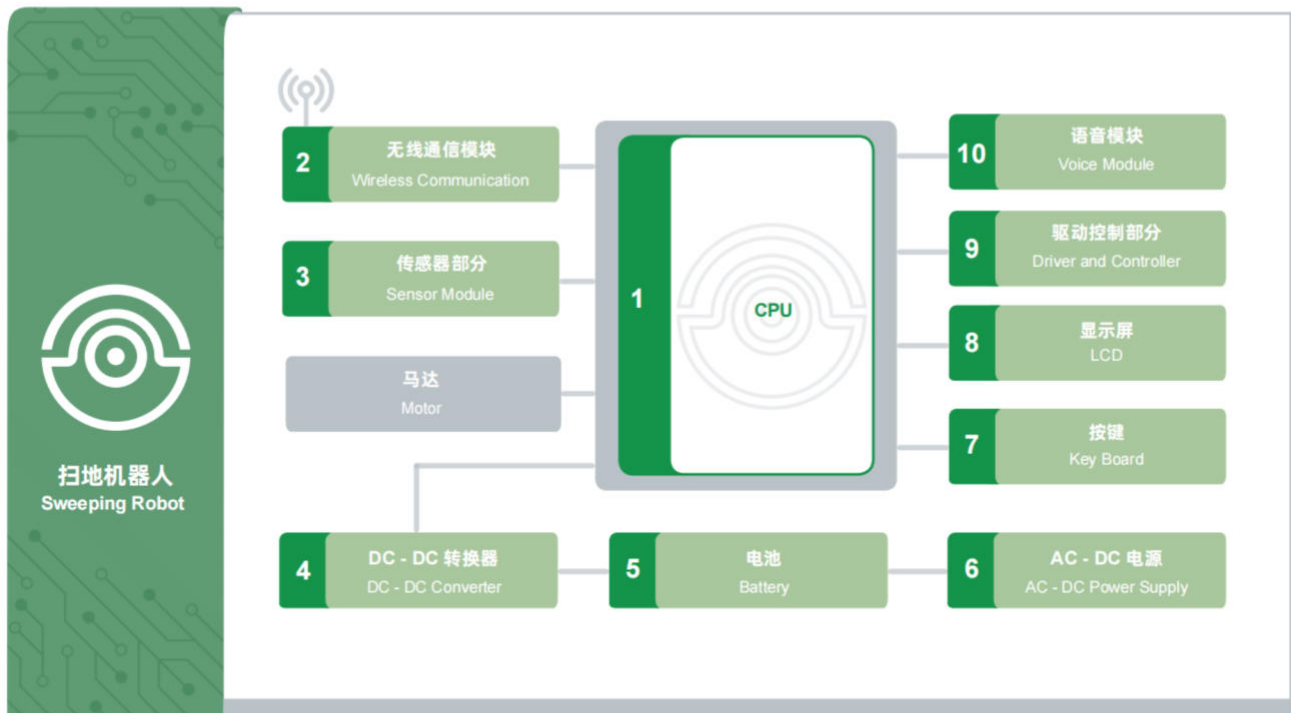 扫地机器人
Sweeping Robot
2
无线通信模块
Wireless Communication
3
传感器部分
Sensor Module
马达
Motor
1
CPU
10
语音模块
Voice Module
9
驱动控制部分
Driver and Controller
8
显示屏
LCD
7
按键
Key Board
4
DC - DC 转换器
DC - DC Converter
5
电池
Battery
6
AC - DC 电源
AC - DC Power Supply